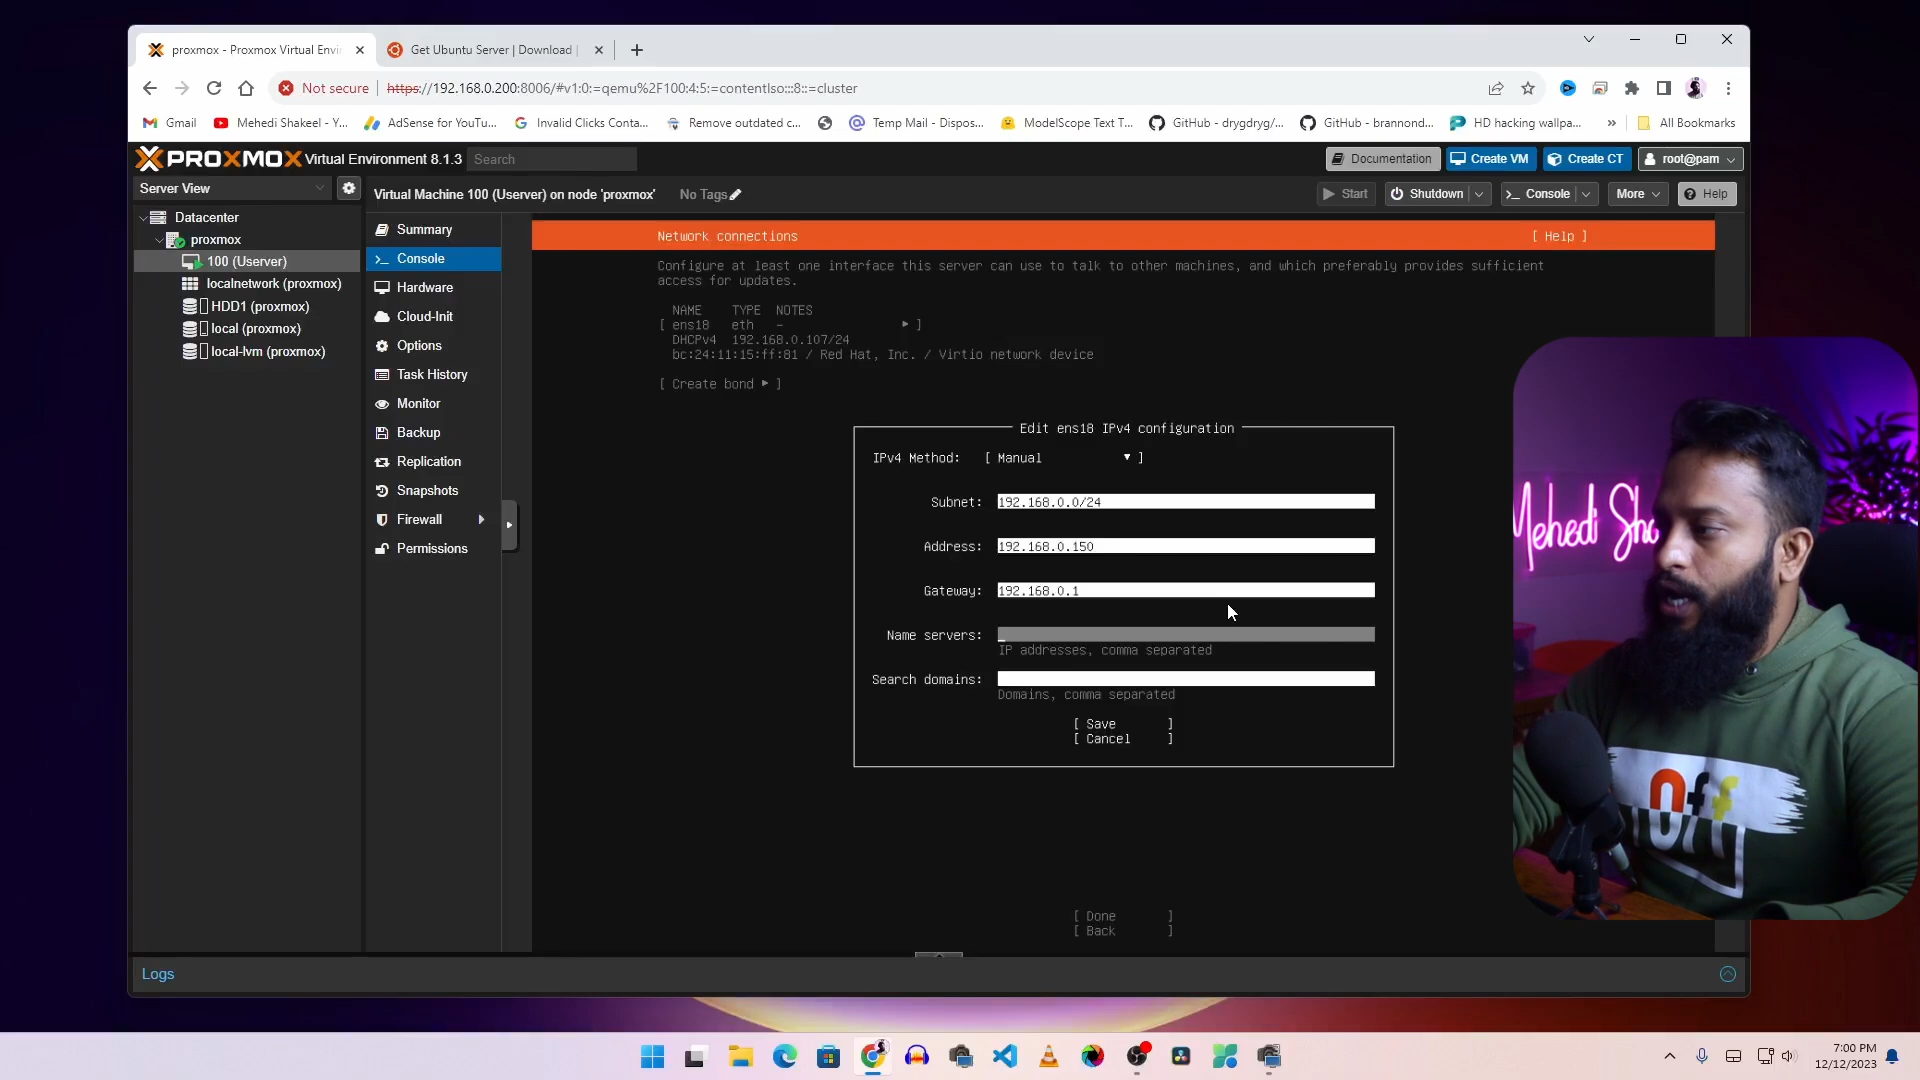 proxmox - Proxmox Virtual Envi
Get Ubuntu Server | Download |
Not secure
https://192.168.0.200:8006/#v1:0:=qemu%2F100:4:5:=contentIso:::8::=cluster
Gmail
Mehedi Shakeel - Y...
AdSense for YouTu...
Invalid Clicks Conta...
Remove outdated c...
Temp Mail - Dispos...
ModelScope Text T...
GitHub - drygdryg/...
GitHub - brannond...
HD hacking wallpa...
»
All Bookmarks
PROXMOX Virtual Environment 8.1.3
Search
Documentation
Create VM
Create CT
root@pam
Server View
Virtual Machine 100 (Userver) on node 'proxmox'
No Tags
Start
Shutdown
Console
More
Help
Datacenter
proxmox
100 (Userver)
localnetwork (proxmox)
HDD1 (proxmox)
local (proxmox)
local-lvm (proxmox)
Summary
Console
Hardware
Cloud-Init
Options
Task History
Monitor
Backup
Replication
Snapshots
Firewall
Permissions
Network connections
[ Help ]
Configure at least one interface this server can use to talk to other machines, and which preferably provides sufficient
access for updates.
NAME TYPE NOTES
[ ens18 eth - ▸ ]
DHCPv4 192.168.0.107/24
bc:24:11:15:ff:81 / Red Hat, Inc. / Virtio network device
[ Create bond ▸ ]
Edit ens18 IPv4 configuration
IPv4 Method: [ Manual ▾ ]
Subnet: 192.168.0.0/24
Address: 192.168.0.150
Gateway: 192.168.0.1
Name servers: _
IP addresses, comma separated
Search domains:
Domains, comma separated
[ Save ]
[ Cancel ]
[ Done ]
[ Back ]
Mehedi Sha
Off
Logs
7:00 PM
12/12/2023